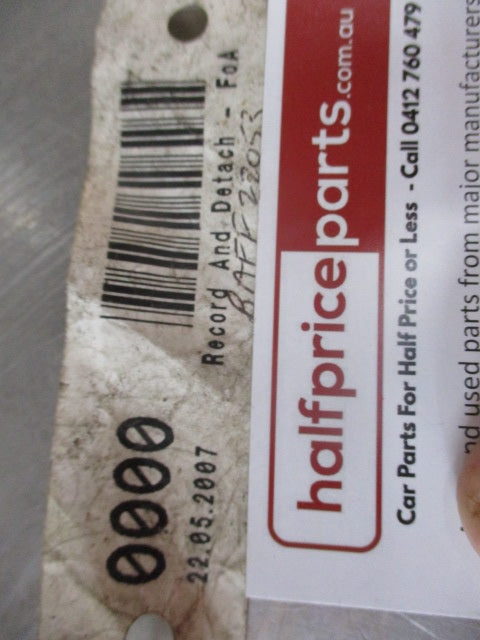 Record And Detach - FoA
0000
22.05.2007
halfpriceparts.com.au
Car Parts For Half Price or Less - Call 0412 760 479
used parts from major manufacturers